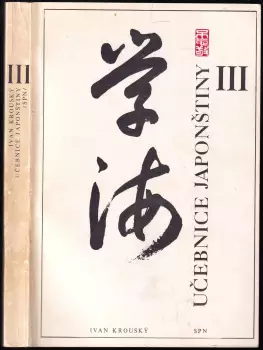 III
IVAN KROUSKÝ
UČEBNICE JAPONŠTINY
/SPN/
学海
UČEBNICE JAPONŠTINY III
IVAN KROUSKÝ
SPN